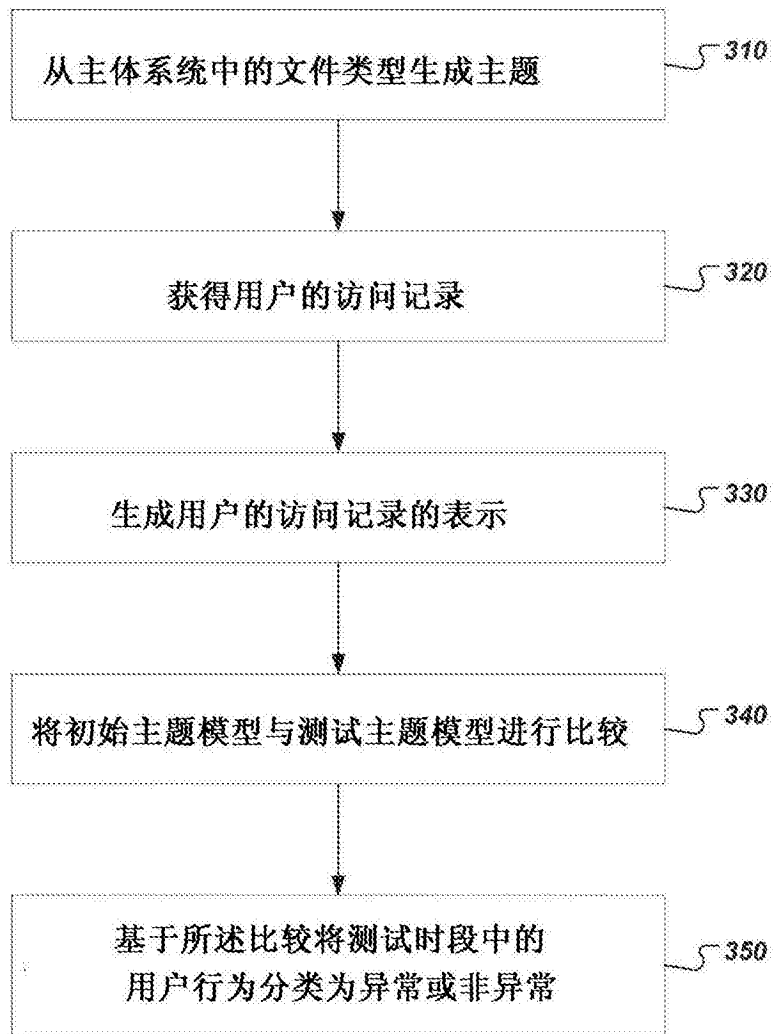 从主体系统中的文件类型生成主题
310
获得用户的访问记录
320
生成用户的访问记录的表示
330
将初始主题模型与测试主题模型进行比较
340
基于所述比较将测试时段中的
用户行为分类为异常或非异常
350